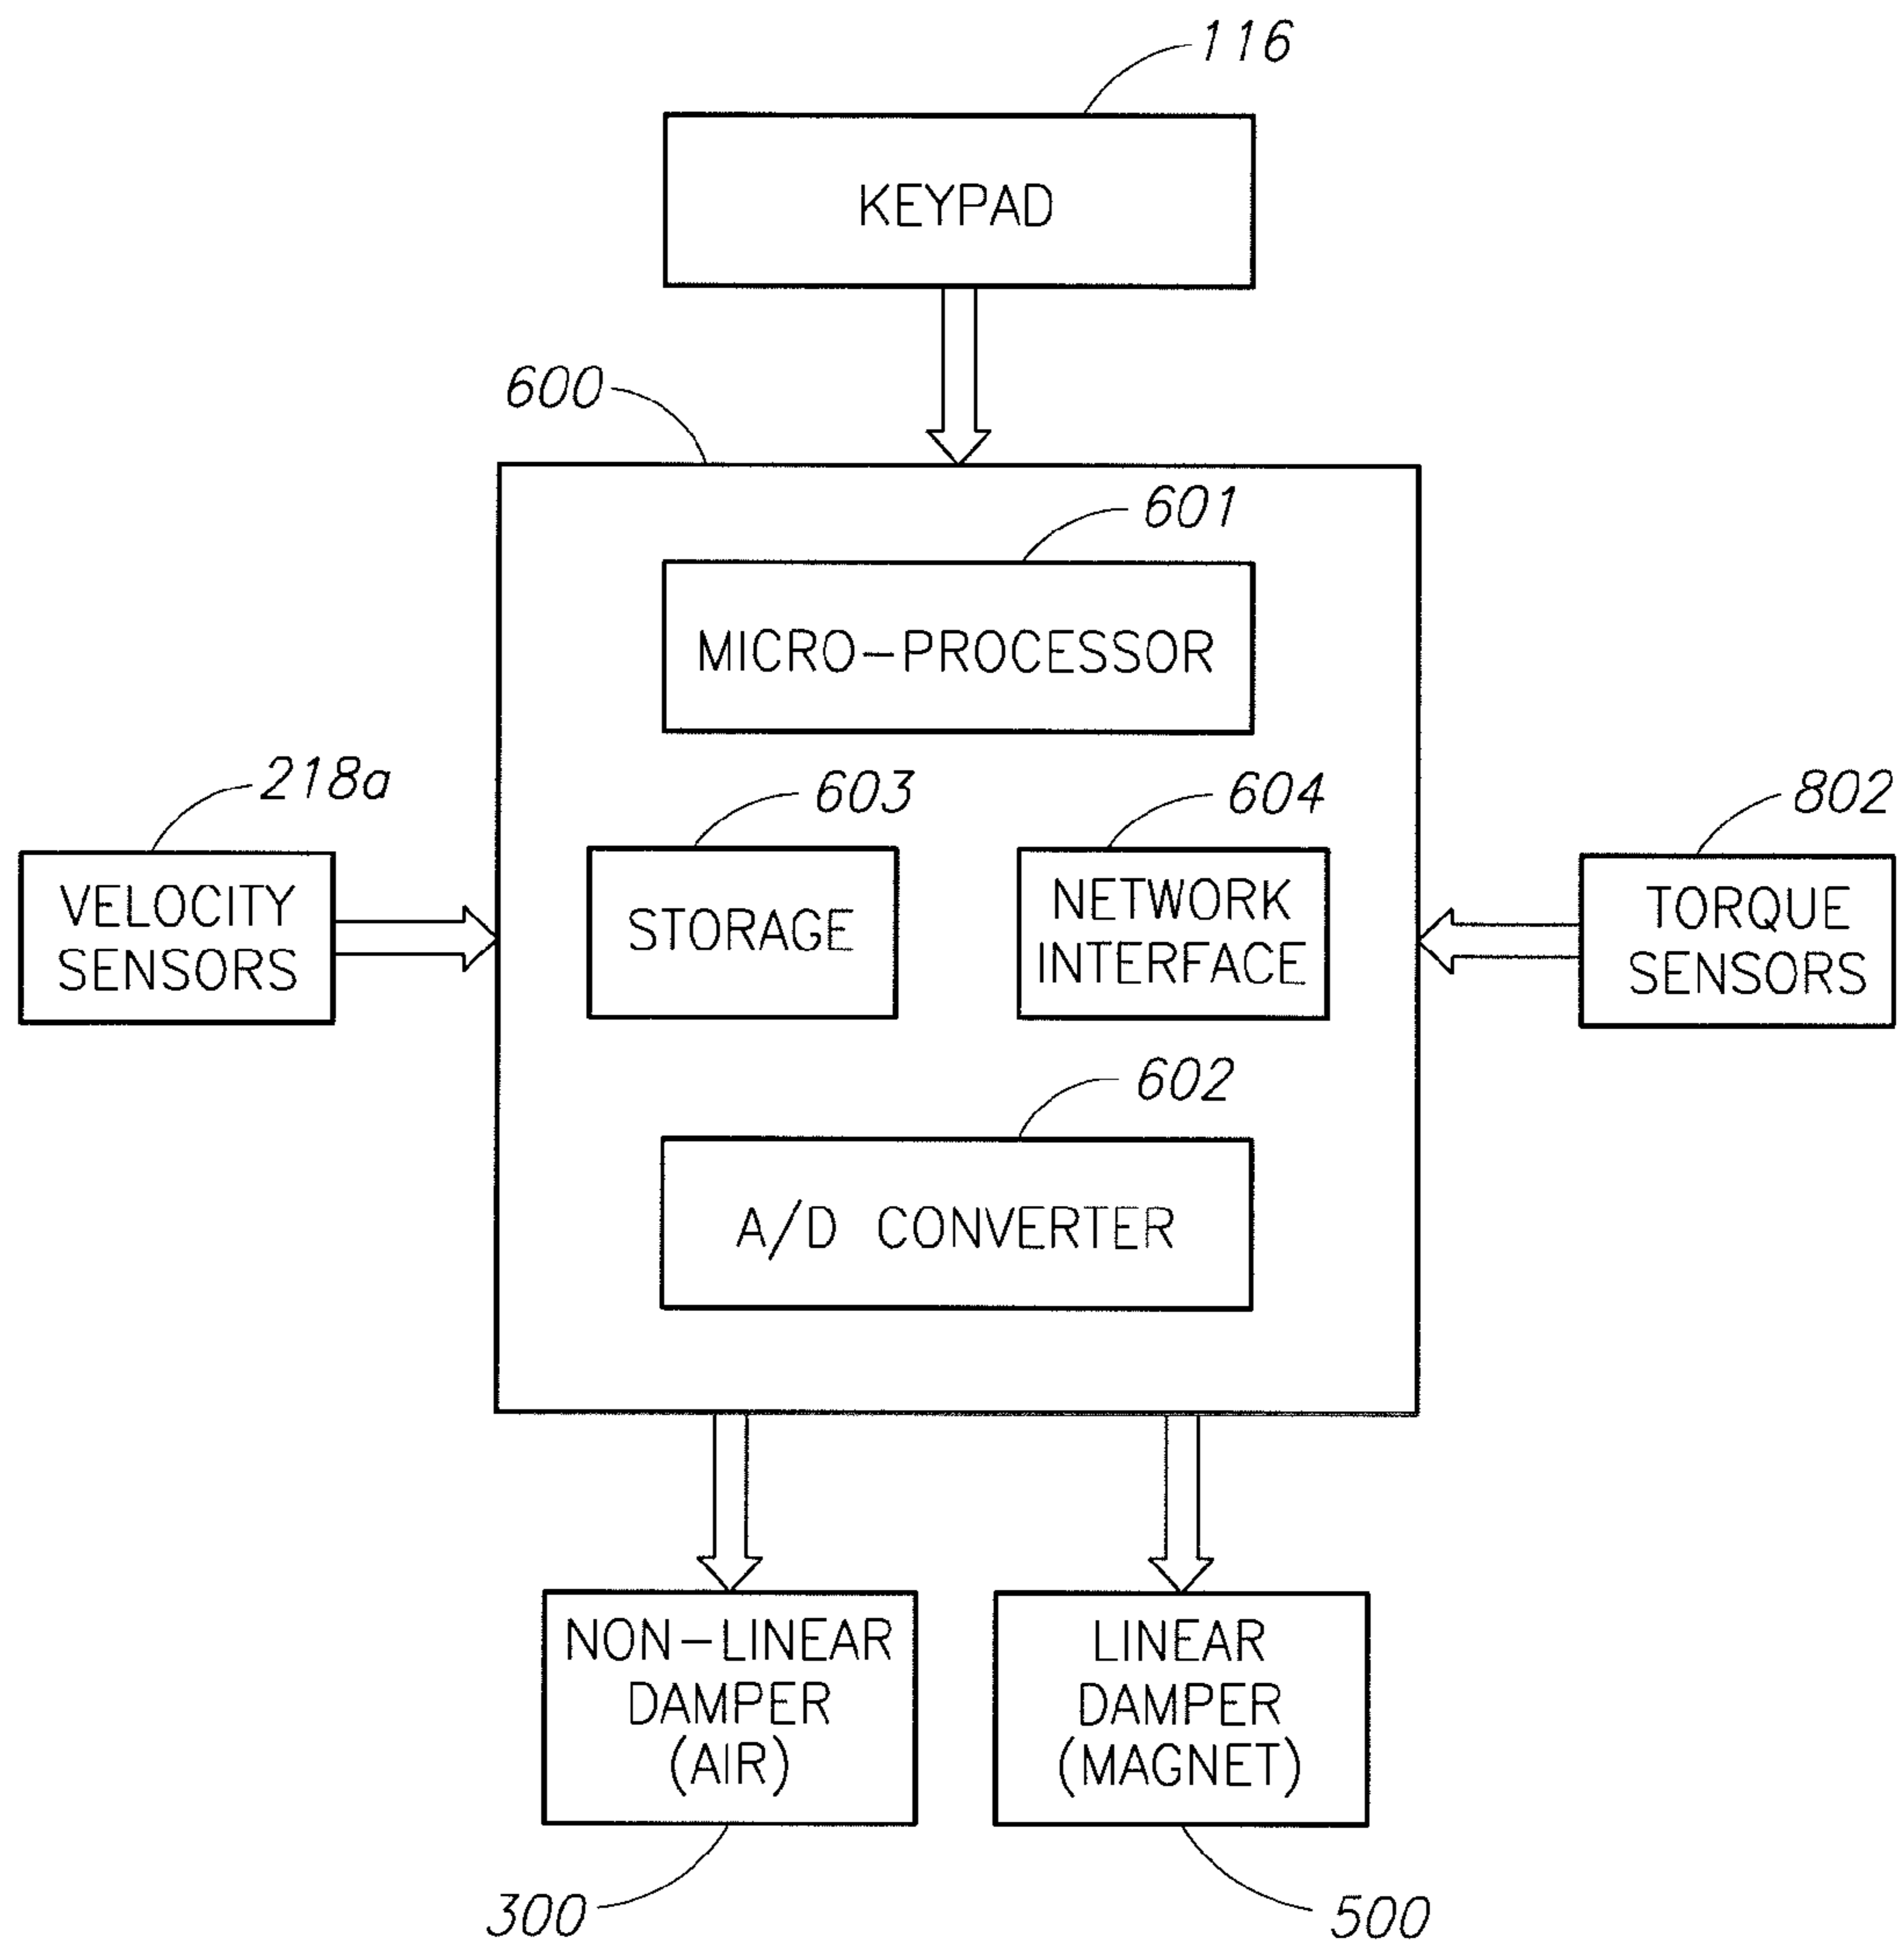 116
KEYPAD
600
601
MICRO-PROCESSOR
218a
603
604
802
VELOCITY
SENSORS
STORAGE
NETWORK
INTERFACE
TORQUE
SENSORS
602
A/D CONVERTER
NON-LINEAR
DAMPER
(AIR)
LINEAR
DAMPER
(MAGNET)
300
500